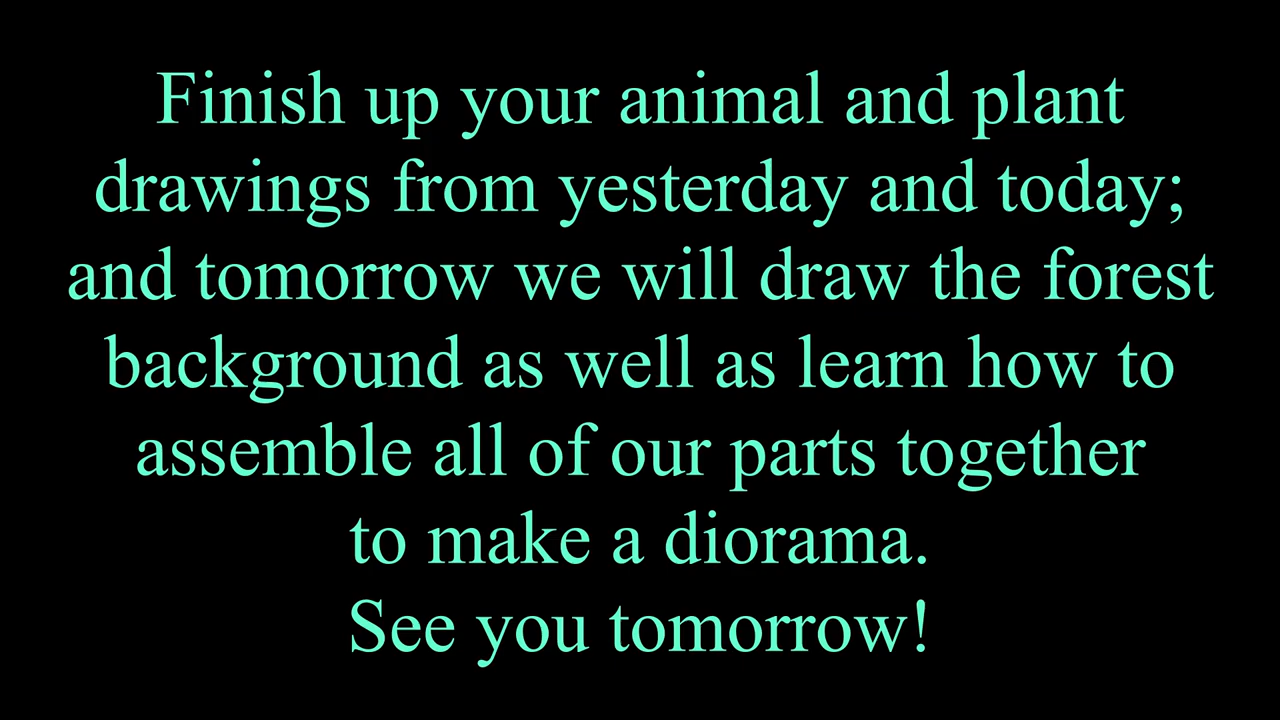 Finish up your animal and plant
drawings from yesterday and today;
and tomorrow we will draw the forest
background as well as learn how to
assemble all of our parts together
to make a diorama.
See you tomorrow!